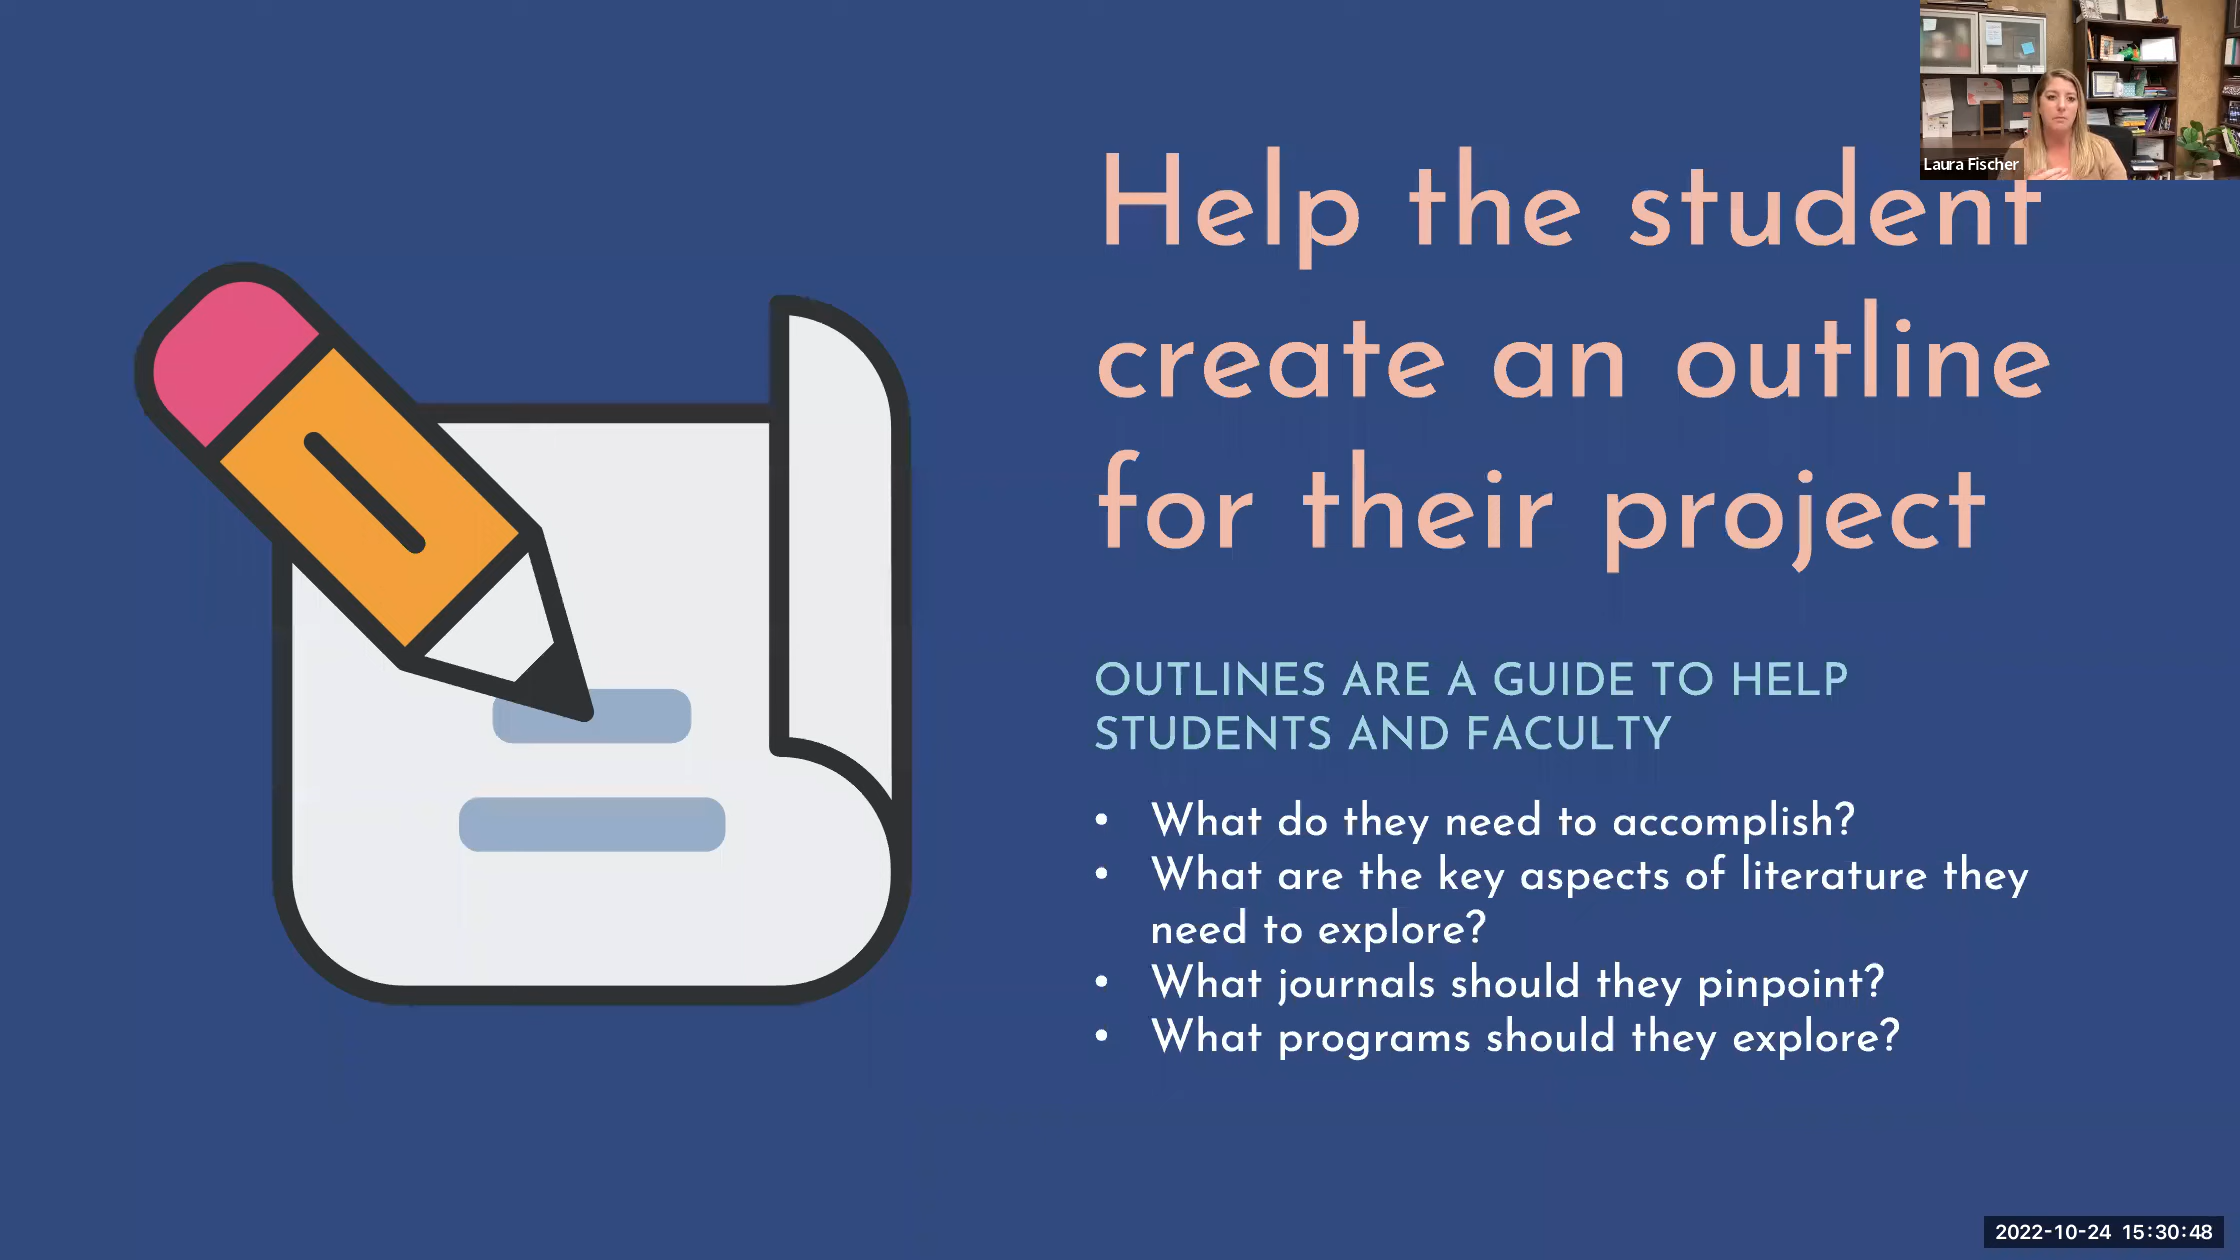 Laura Fischer
Help the student
create an outline
for their project
OUTLINES ARE A GUIDE TO HELP
STUDENTS AND FACULTY
• What do they need to accomplish?
• What are the key aspects of literature they
need to explore?
• What journals should they pinpoint?
• What programs should they explore?
2022-10-24 15:30:48